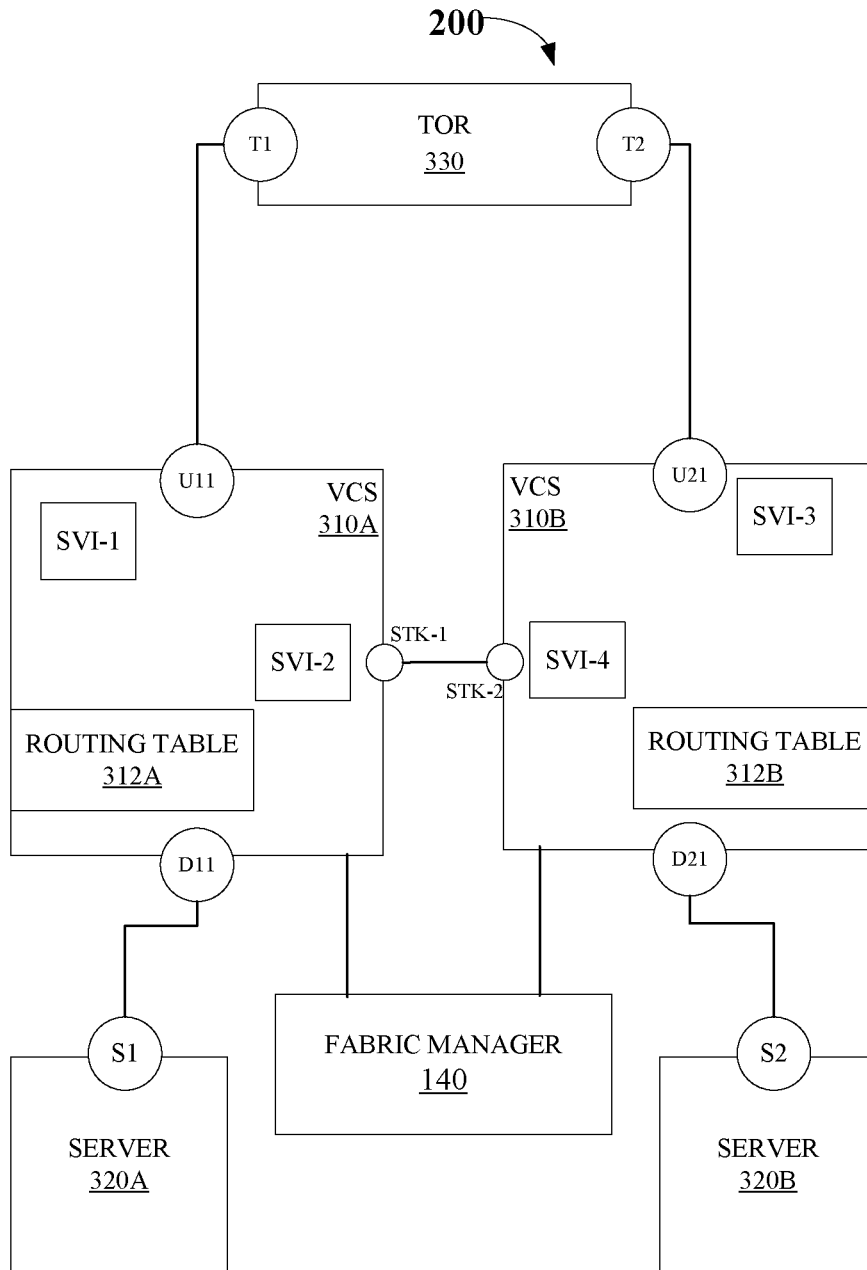 200
TOR
330
T1
T2
U11
U21
VCS
310A
VCS
310B
SVI-1
SVI-3
STK-1
SVI-2
SVI-4
STK-2
ROUTING TABLE
312A
ROUTING TABLE
312B
D11
D21
S1
S2
FABRIC MANAGER
140
SERVER
320A
SERVER
320B